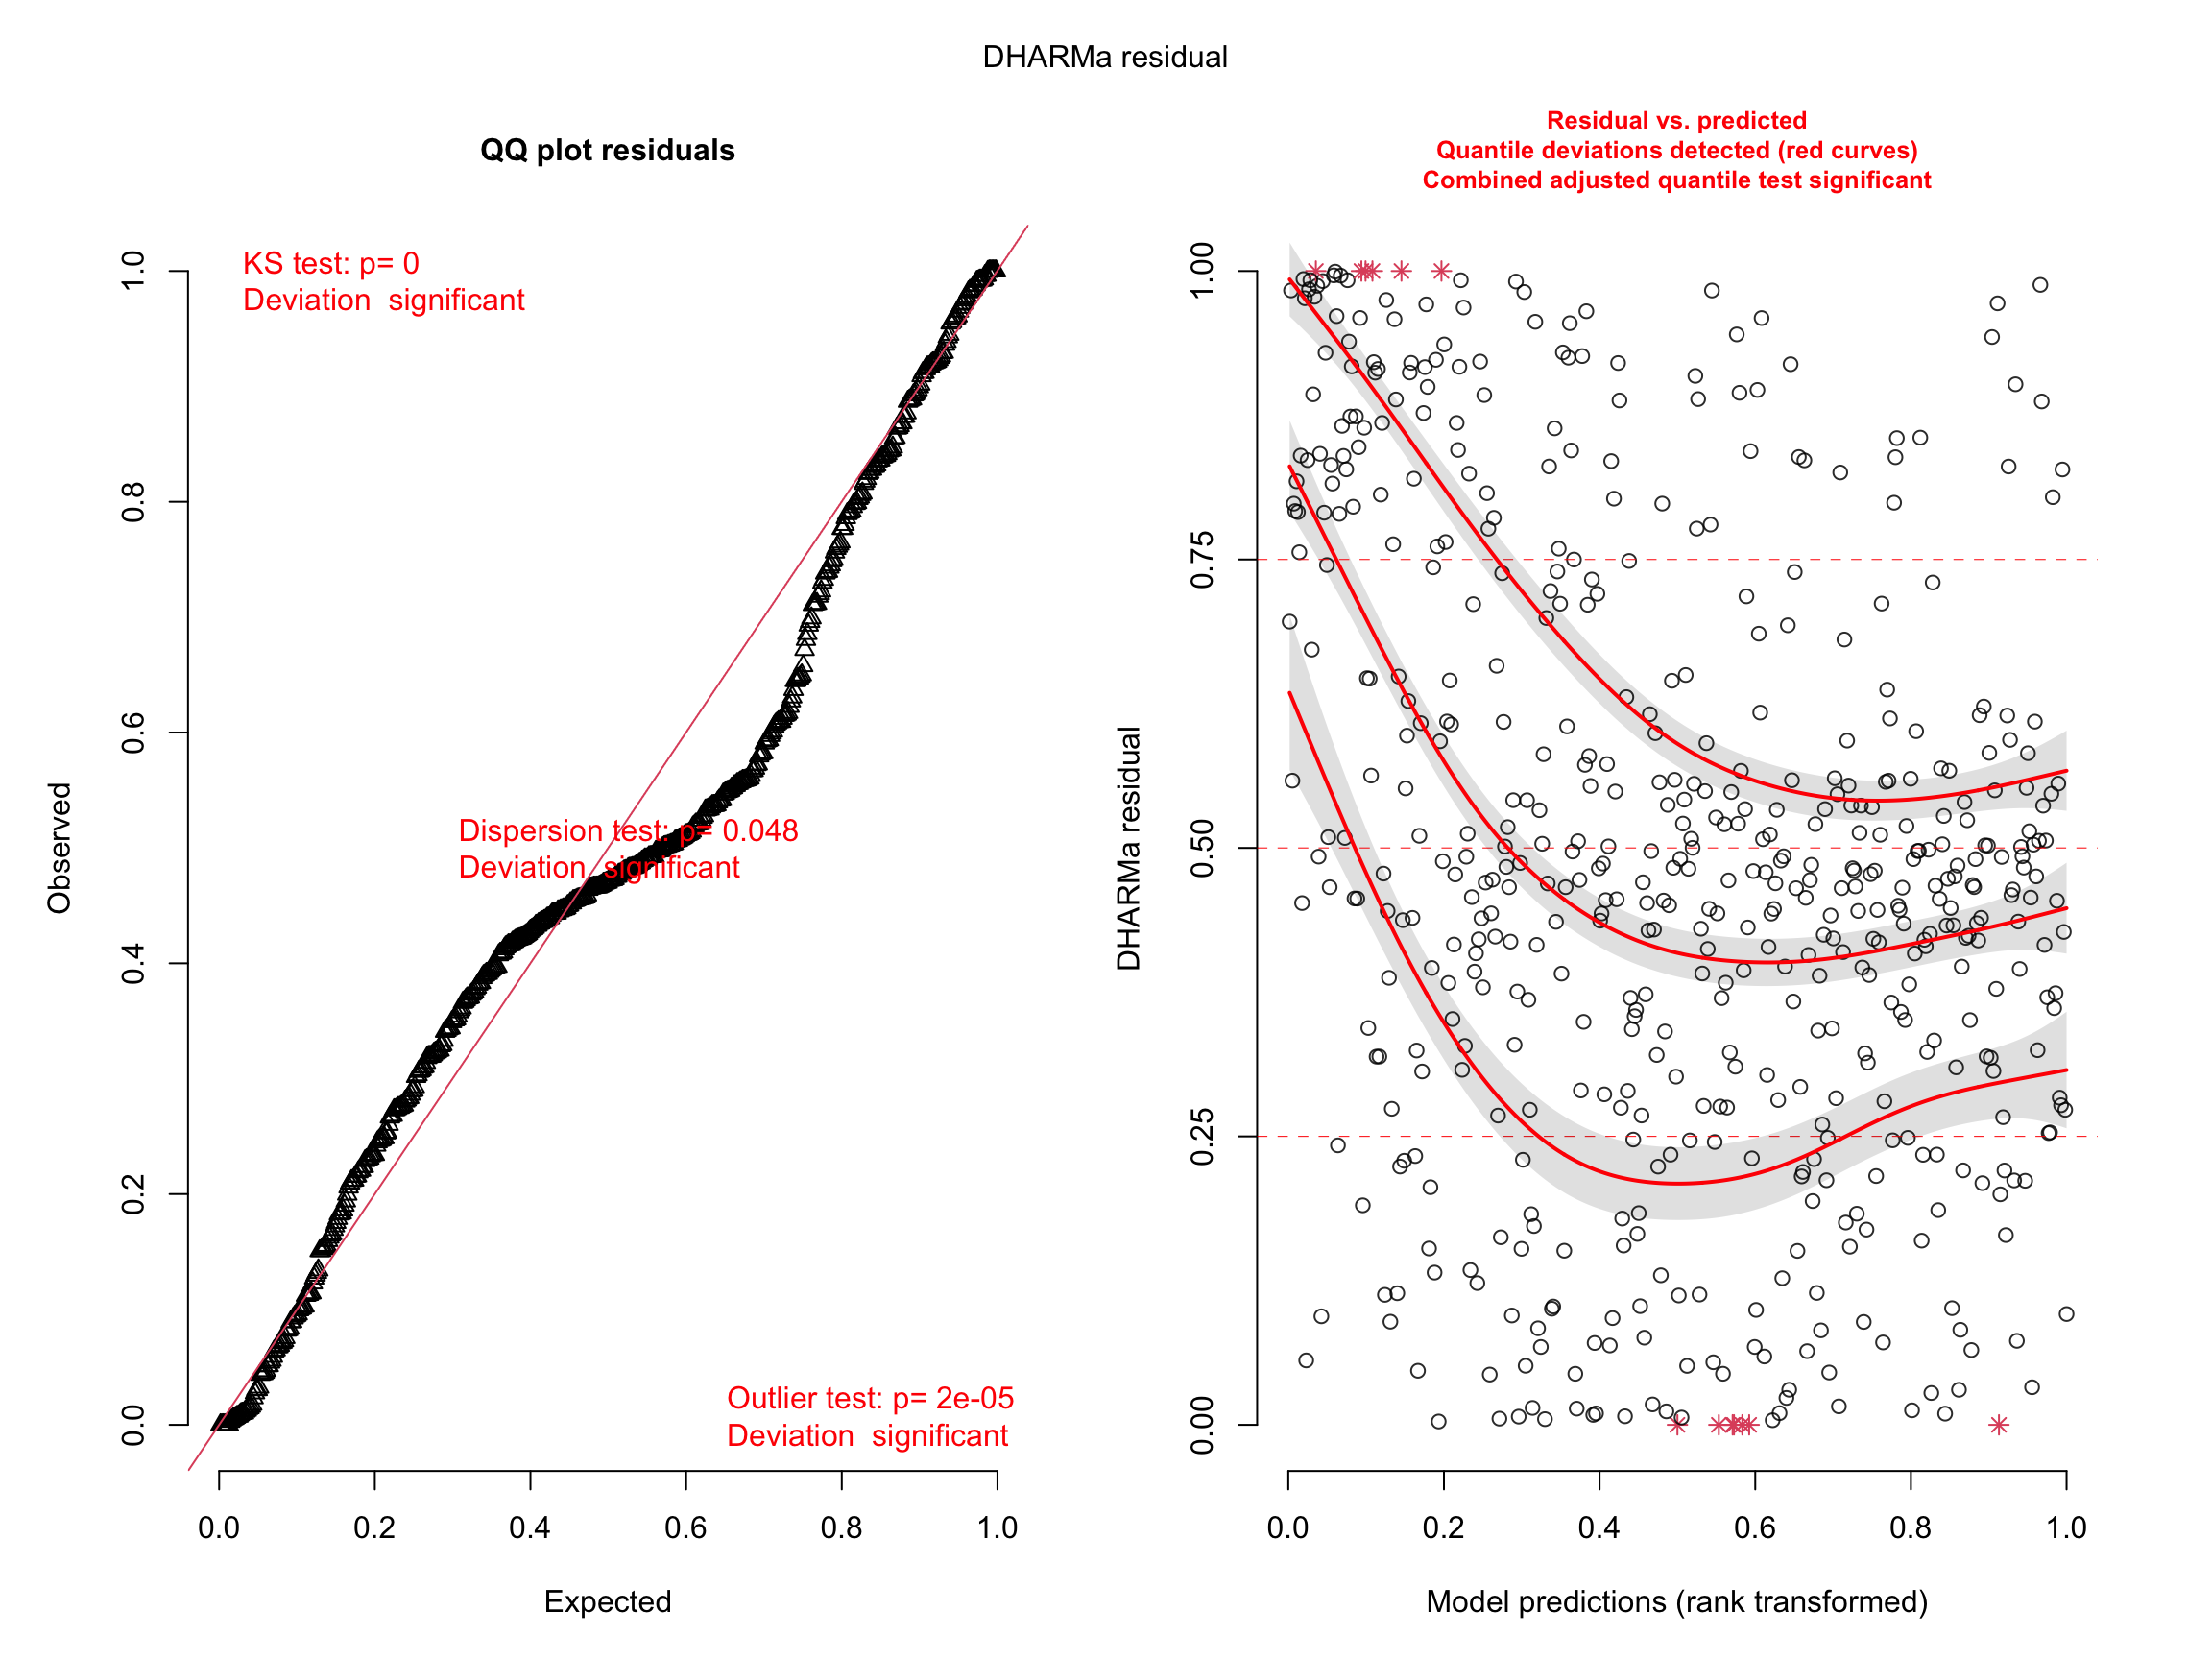 DHARMa residual
QQ plot residuals
KS test: p= 0
Deviation  significant
Dispersion test: p= 0.048
Deviation  significant
Outlier test: p= 2e-05
Deviation  significant
Observed
0.0
0.2
0.4
0.6
0.8
1.0
0.0 0.2 0.4 0.6 0.8 1.0
Expected
Residual vs. predicted
Quantile deviations detected (red curves)
Combined adjusted quantile test significant
DHARMa residual
0.00
0.25
0.50
0.75
1.00
0.0 0.2 0.4 0.6 0.8 1.0
Model predictions (rank transformed)